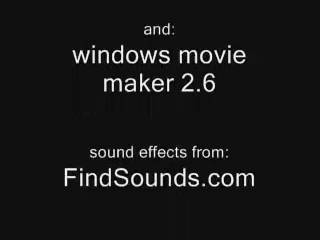 and:
windows movie
maker 2.6
sound effects from:
FindSounds.com